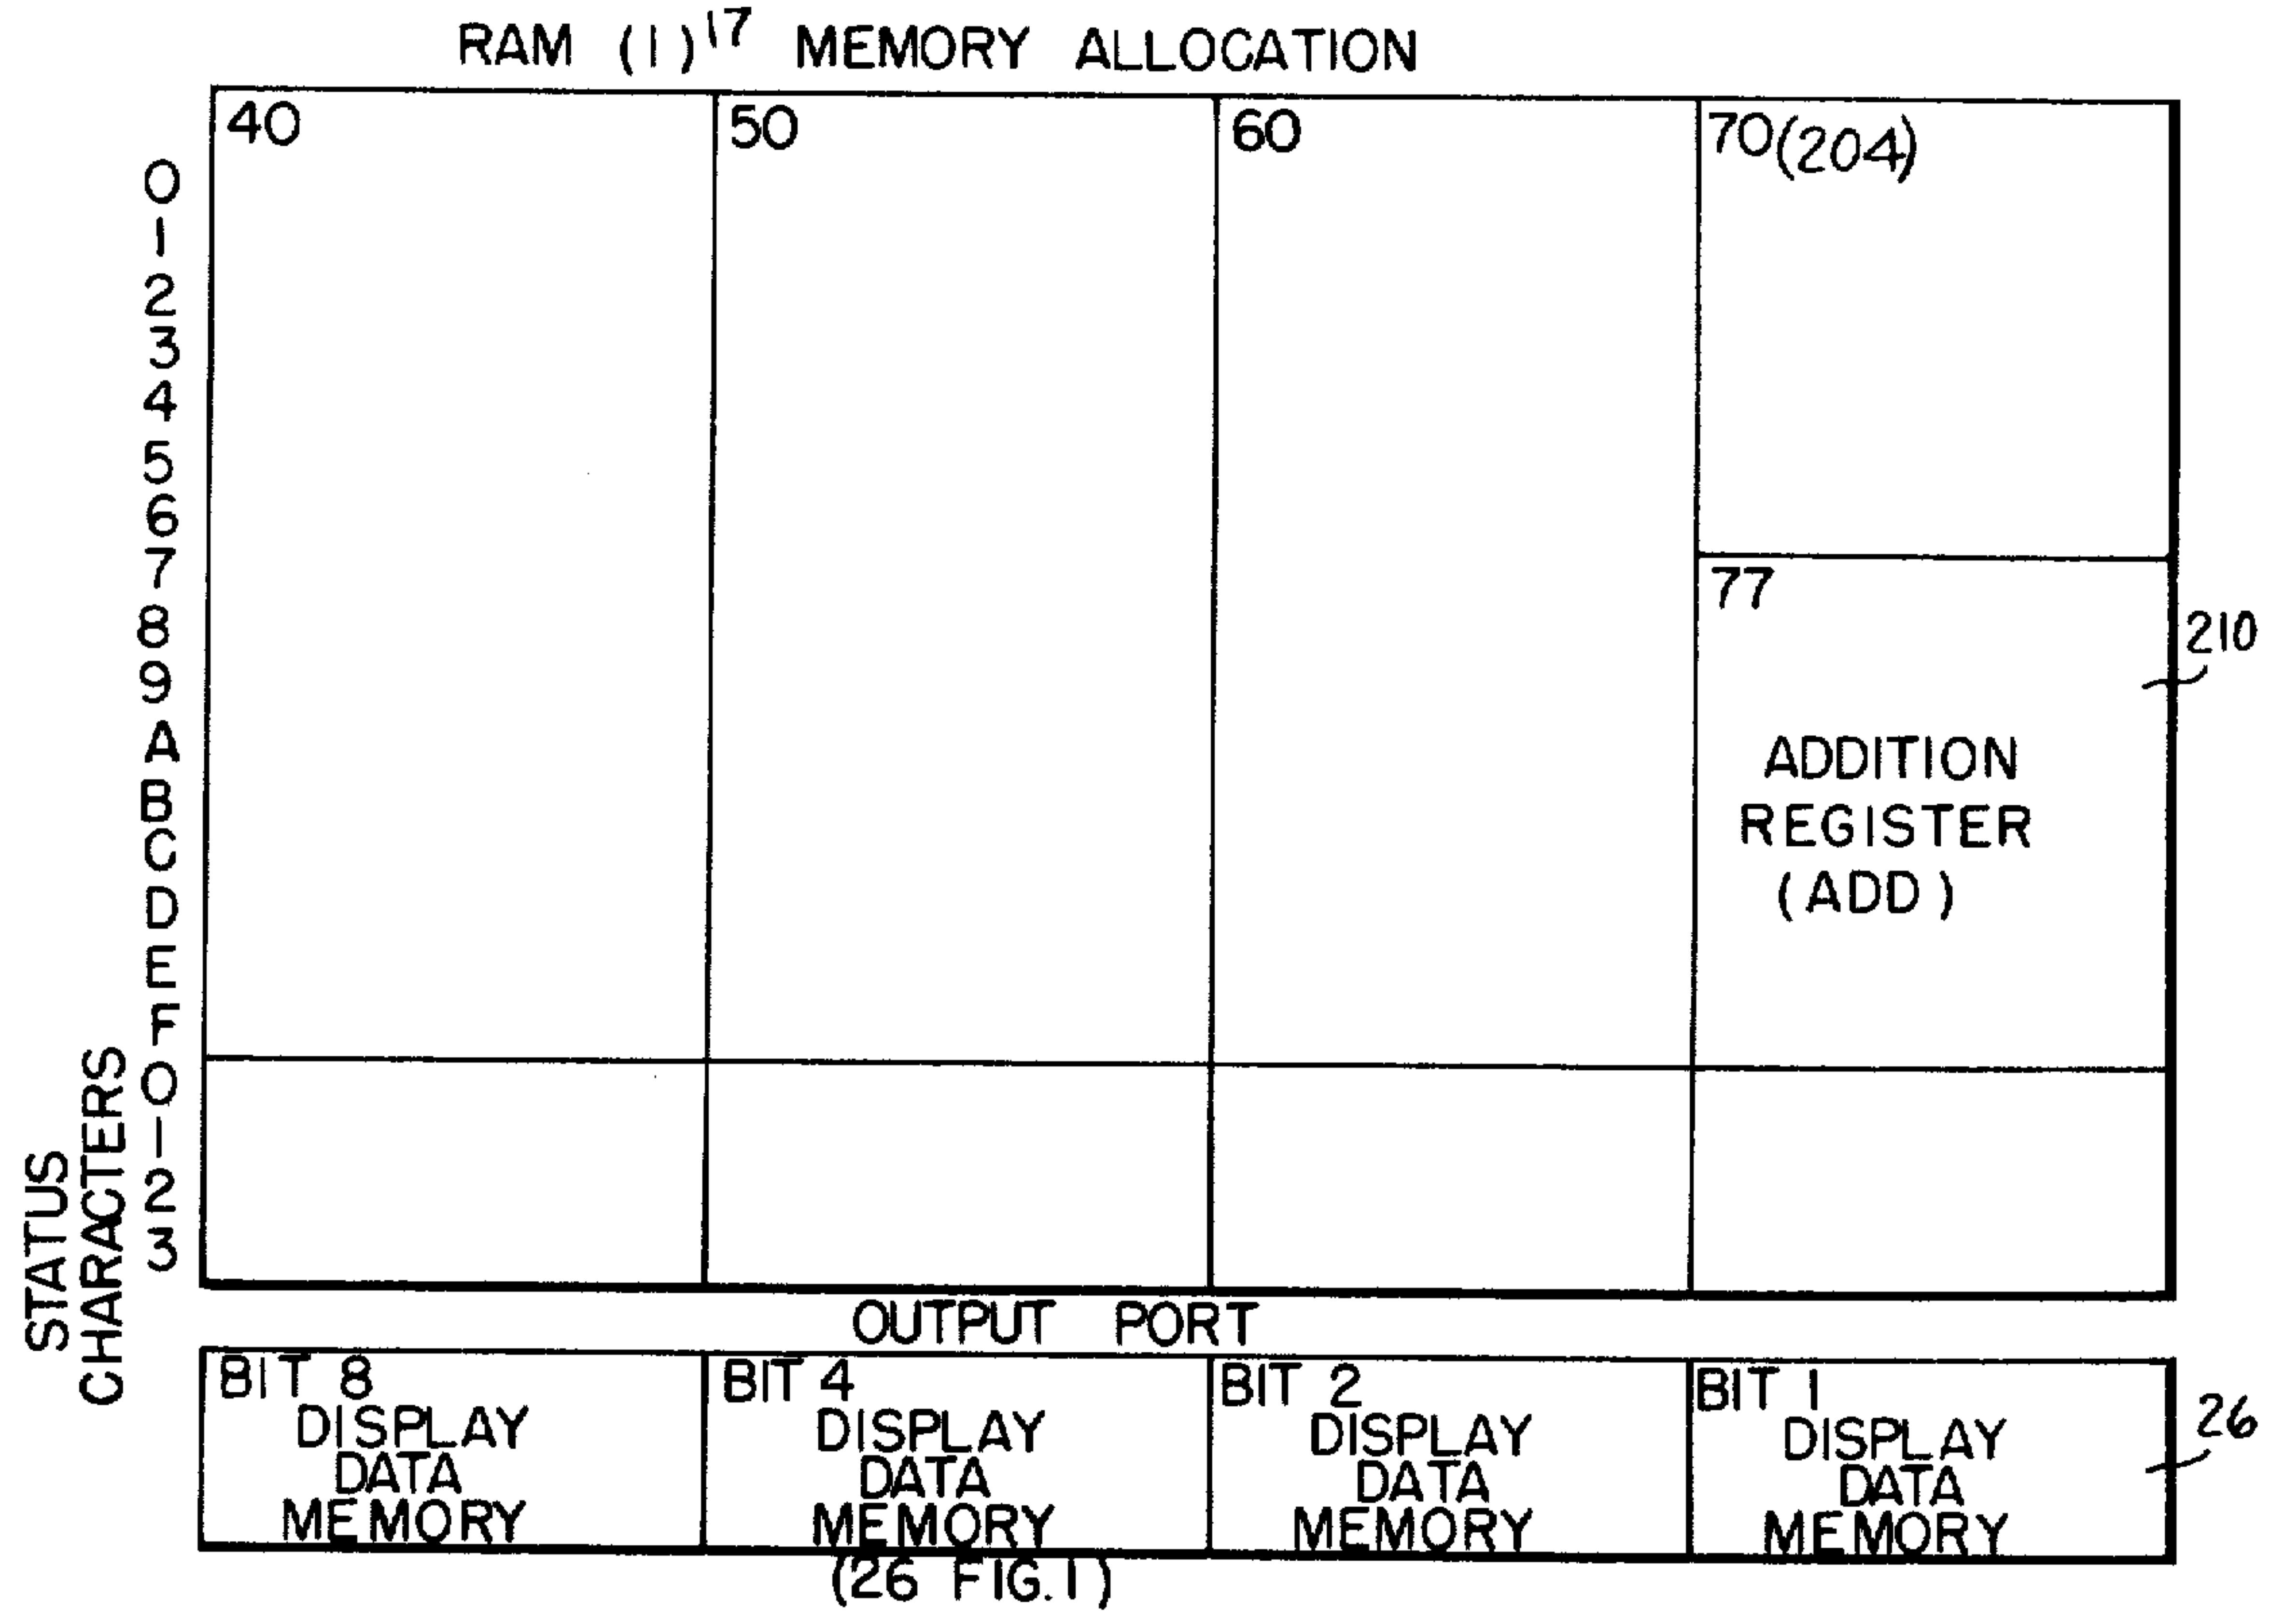 RAM (1) 17 MEMORY ALLOCATION
40 50 60 70(204)
0
1
2
3
4
5
6
7
77
8
210
9
A
ADDITION
B
REGISTER
C
(ADD)
D
E
F
STATUS
CHARACTERS
0
1
2
3
OUTPUT PORT
BIT 8
DISPLAY
DATA
MEMORY
BIT 4
DISPLAY
DATA
MEMORY
BIT 2
DISPLAY
DATA
MEMORY
BIT 1
DISPLAY
DATA
MEMORY
26
(26 FIG.1)